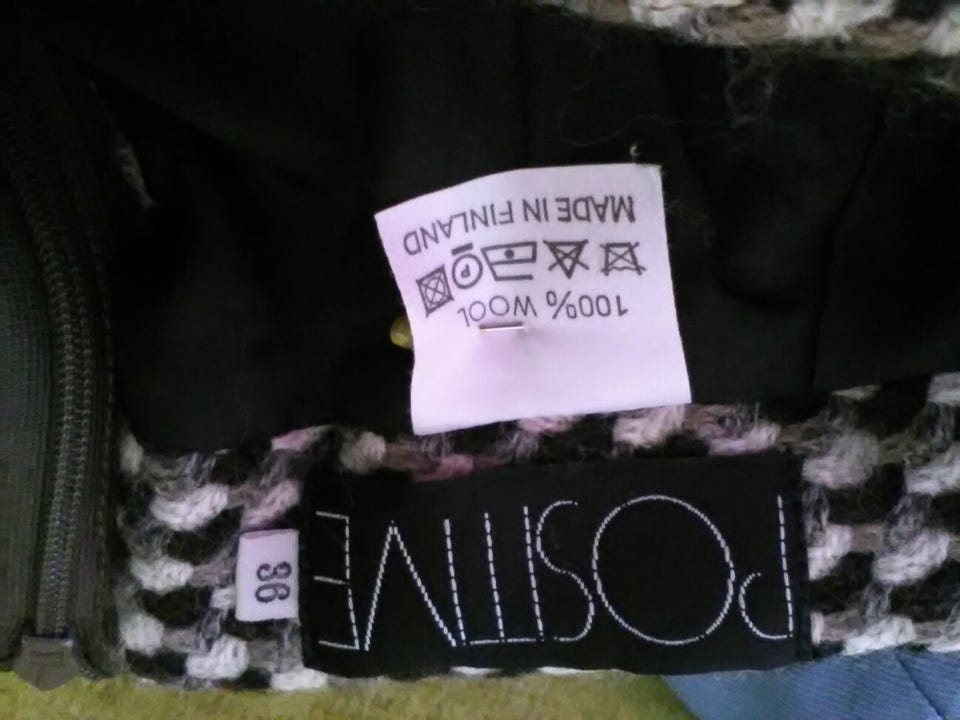 POSITIVE
36
100% WOOL
P
MADE IN FINLAND